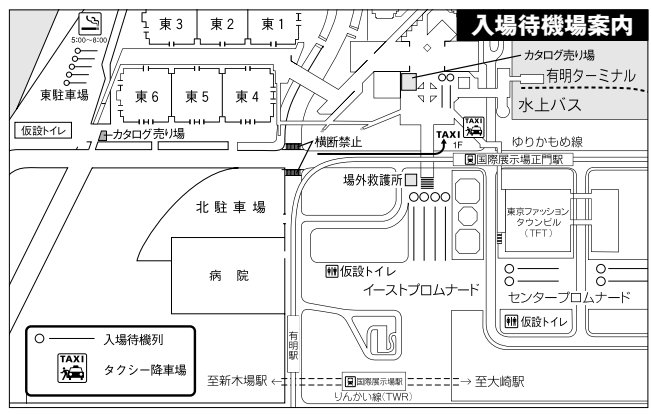 入場待機場案内
東3
東2
東1
5:00～8:00
東駐車場
東6
東5
東4
カタログ売り場
有明ターミナル
水上バス
仮設トイレ
カタログ売り場
横断禁止
TAXI
1F
ゆりかもめ線
国際展示場正門駅
場外救護所
北駐車場
東京ファッション
タウンビル
(TFT)
病院
仮設トイレ
イーストプロムナード
センタープロムナード
仮設トイレ
有明駅
入場待機列
TAXI
タクシー降車場
至新木場駅
国際展示場駅
至大崎駅
りんかい線(TWR)